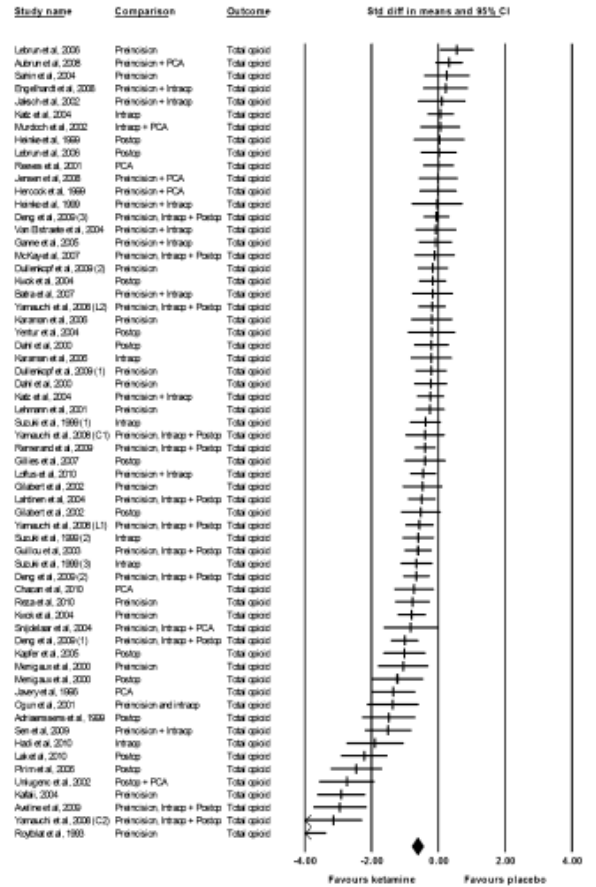 Study name Comparison Outcome Std diff in means and 95% CI
Lebrun et al, 2006 Preincision Total opioid
Aubrun et al, 2008 Preincision + PCA Total opioid
Sahin et al, 2004 Preincision Total opioid
Engelhardt et al, 2008 Preincision + Intraop Total opioid
Jaksch et al, 2002 Preincision + Intraop Total opioid
Katz et al, 2004 Intraop Total opioid
Murdoch et al, 2002 Intraop + PCA Total opioid
Heinke et al, 1999 Postop Total opioid
Lebrun et al, 2006 Postop Total opioid
Reeves et al, 2001 PCA Total opioid
Jensen et al, 2008 Preincision + PCA Total opioid
Hercock et al, 1999 Preincision + PCA Total opioid
Heinke et al, 1999 Preincision + Intraop Total opioid
Deng et al, 2009 (3) Preincision, Intraop + Postop Total opioid
Van Elstraete et al, 2004 Preincision + Intraop Total opioid
Ganne et al, 2005 Preincision + Intraop Total opioid
McKay et al, 2007 Preincision, Intraop + Postop Total opioid
Dullenkopf et al, 2009 (2) Preincision Total opioid
Kwok et al, 2004 Postop Total opioid
Batra et al, 2007 Preincision + Intraop Total opioid
Yamauchi et al, 2008 (L2) Preincision, Intraop + Postop Total opioid
Karaman et al, 2006 Preincision Total opioid
Yentur et al, 2004 Postop Total opioid
Dahl et al, 2000 Postop Total opioid
Karaman et al, 2006 Intraop Total opioid
Dullenkopf et al, 2009 (1) Preincision Total opioid
Dahl et al, 2000 Preincision Total opioid
Katz et al, 2004 Preincision + Intraop Total opioid
Lehmann et al, 2001 Preincision Total opioid
Suzuki et al, 1999 (1) Intraop Total opioid
Yamauchi et al, 2008 (C1) Preincision, Intraop + Postop Total opioid
Remerand et al, 2009 Preincision, Intraop + Postop Total opioid
Gillies et al, 2007 Postop Total opioid
Loftus et al, 2010 Preincision + Intraop Total opioid
Gilabert et al, 2002 Preincision Total opioid
Lahtinen et al, 2004 Preincision, Intraop + Postop Total opioid
Gilabert et al, 2002 Postop Total opioid
Yamauchi et al, 2008 (L1) Preincision, Intraop + Postop Total opioid
Suzuki et al, 1999 (2) Intraop Total opioid
Guillou et al, 2003 Preincision, Intraop + Postop Total opioid
Suzuki et al, 1999 (3) Intraop Total opioid
Deng et al, 2009 (2) Preincision, Intraop + Postop Total opioid
Chazan et al, 2010 PCA Total opioid
Reza et al, 2010 Preincision Total opioid
Kwok et al, 2004 Preincision Total opioid
Snijdelaar et al, 2004 Preincision, Intraop + PCA Total opioid
Deng et al, 2009 (1) Preincision, Intraop + Postop Total opioid
Kapfer et al, 2005 Postop Total opioid
Menigaux et al, 2000 Preincision Total opioid
Menigaux et al, 2000 Postop Total opioid
Javery et al, 1996 PCA Total opioid
Ogun et al, 2001 Preincision and intraop Total opioid
Adriaenssens et al, 1999 Postop Total opioid
Sen et al, 2009 Preincision + Intraop Total opioid
Hadi et al, 2010 Intraop Total opioid
Lak et al, 2010 Postop Total opioid
Pirim et al, 2006 Postop Total opioid
Unlugenc et al, 2002 Postop + PCA Total opioid
Kafali, 2004 Preincision Total opioid
Aveline et al, 2009 Preincision, Intraop + Postop Total opioid
Yamauchi et al, 2008 (C2) Preincision, Intraop + Postop Total opioid
Roytblat et al, 1993 Preincision Total opioid
-4.00 -2.00 0.00 2.00 4.00
Favours ketamine Favours placebo